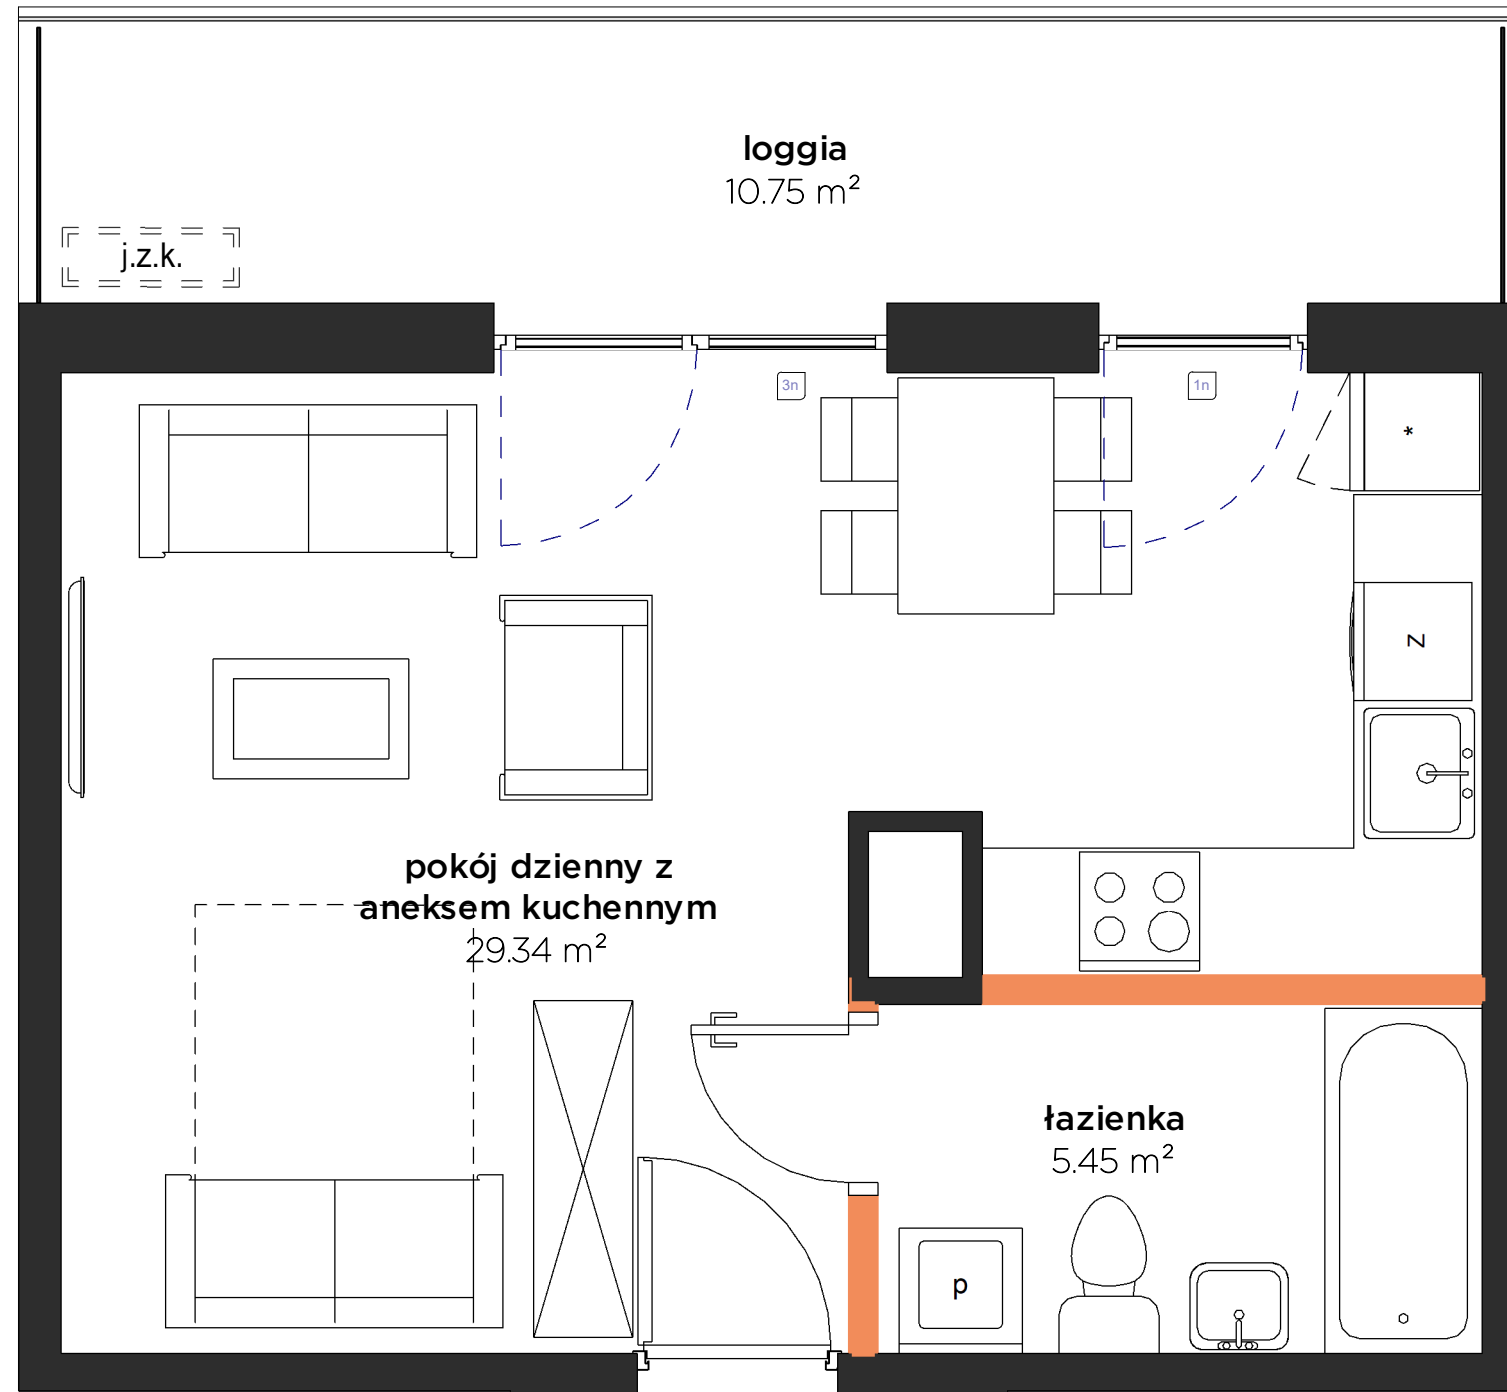 loggia
10.75 m²
j.z.k.
3n
1n
*
Z
pokój dzienny z
aneksem kuchennym
29.34 m²
łazienka
5.45 m²
p